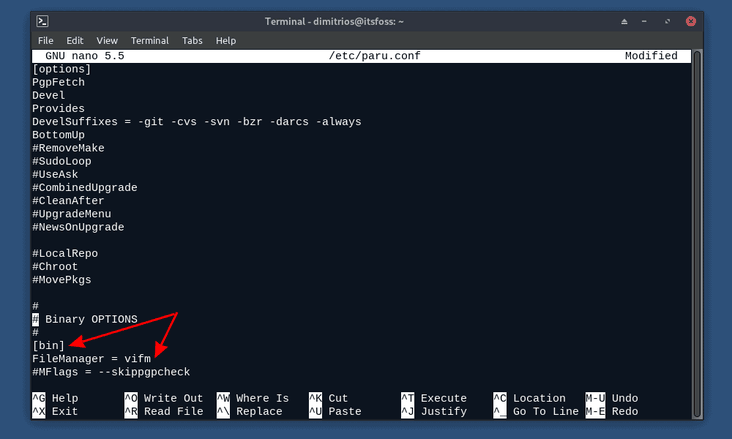 Terminal - dimitrios@itsfoss: ~
File Edit View Terminal Tabs Help
GNU nano 5.5 /etc/paru.conf Modified
[options]
PgpFetch
Devel
Provides
DevelSuffixes = -git -cvs -svn -bzr -darcs -always
BottomUp
#RemoveMake
#SudoLoop
#UseAsk
#CombinedUpgrade
#CleanAfter
#UpgradeMenu
#NewsOnUpgrade
#LocalRepo
#Chroot
#MovePkgs
#
# Binary OPTIONS
#
[bin]
FileManager = vifm
#MFlags = --skippgpcheck
^G Help ^O Write Out ^W Where Is ^K Cut ^T Execute ^C Location M-U Undo
^X Exit ^R Read File ^\ Replace ^U Paste ^J Justify ^_ Go To Line M-E Redo